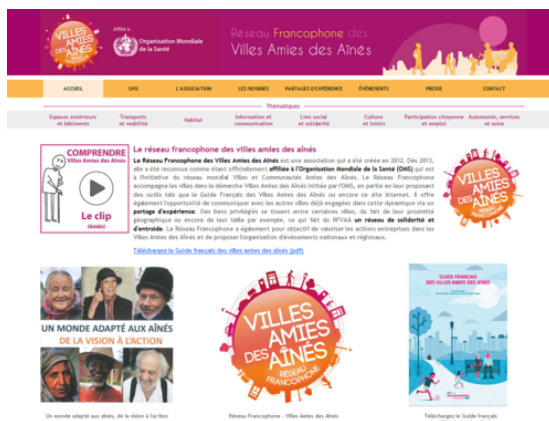 VILLES
AMIES
DES AÎNÉS
Affilié à :
Organisation Mondiale
de la Santé
Réseau Francophone des
Villes Amies des Aînés
ACCUEIL OMS L'ASSOCIATION LES MEMBRES PARTAGES D'EXPÉRIENCE ÉVÉNEMENTS PRESSE CONTACT
Thématiques
Espaces extérieurs et bâtiments
Transports et mobilité
Habitat
Information et communication
Lien social et solidarité
Culture et loisirs
Participation citoyenne et emploi
Autonomie, services et soins
COMPRENDRE
Villes Amies des Aînés
Le clip
(6més)
Le réseau francophone des villes amies des aînés
Le Réseau Francophone des Villes Amies des Aînés est une association qui a été créée en 2012. Dès 2013,
elle a été reconnue comme étant officiellement affiliée à l'Organisation Mondiale de la Santé (OMS) qui est
à l'initiative du réseau mondial Villes et Communautés Amies des Aînés. Le Réseau Francophone
accompagne les villes dans la démarche Villes Amies des Aînés initiée par l'OMS, en partie en leur proposant
des outils tels que le Guide Français des Villes Amies des Aînés ou encore ce site Internet. Il offre
également l'opportunité de communiquer avec les autres villes déjà engagées dans cette dynamique via un
partage d'expérience. Des liens privilégiés se tissent entre certaines villes, du fait de leur proximité
géographique ou encore de leur taille par exemple, ce qui fait du RFVAA un réseau de solidarité et
d'entraide. Le Réseau Francophone a également pour objectif de valoriser les actions entreprises dans les
Villes Amies des Aînés et de proposer l'organisation d'événements nationaux et régionaux.
Téléchargez le Guide français des villes amies des aînés (pdf)
VILLES
AMIES
DES AÎNÉS
UN MONDE ADAPTÉ AUX AÎNÉS
DE LA VISION À L'ACTION
VILLES
AMIES
DES AÎNÉS
RÉSEAU
FRANCOPHONE
GUIDE FRANÇAIS
DES VILLES AMIES DES AÎNÉS
Un monde adapté aux aînés, de la vision à l'action
Réseau Francophone - Villes Amies des Aînés
Téléchargez le Guide français